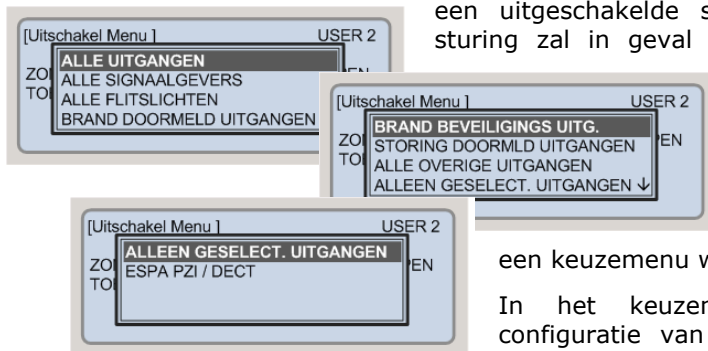 een uitgeschakelde
sturing zal in geval
[Uitschakel Menu ] USER 2
ALLE UITGANGEN
ALLE SIGNAALGEVERS
ALLE FLITSLICHTEN
BRAND DOORMELD UITGANGEN
[Uitschakel Menu ] USER 2
BRAND BEVEILIGINGS UITG.
STORING DOORMLD UITGANGEN
ALLE OVERIGE UITGANGEN
ALLEEN GESELECT. UITGANGEN ↓
[Uitschakel Menu ] USER 2
ALLEEN GESELECT. UITGANGEN
ESPA PZI / DECT
een keuzemenu
In het
configuratie van